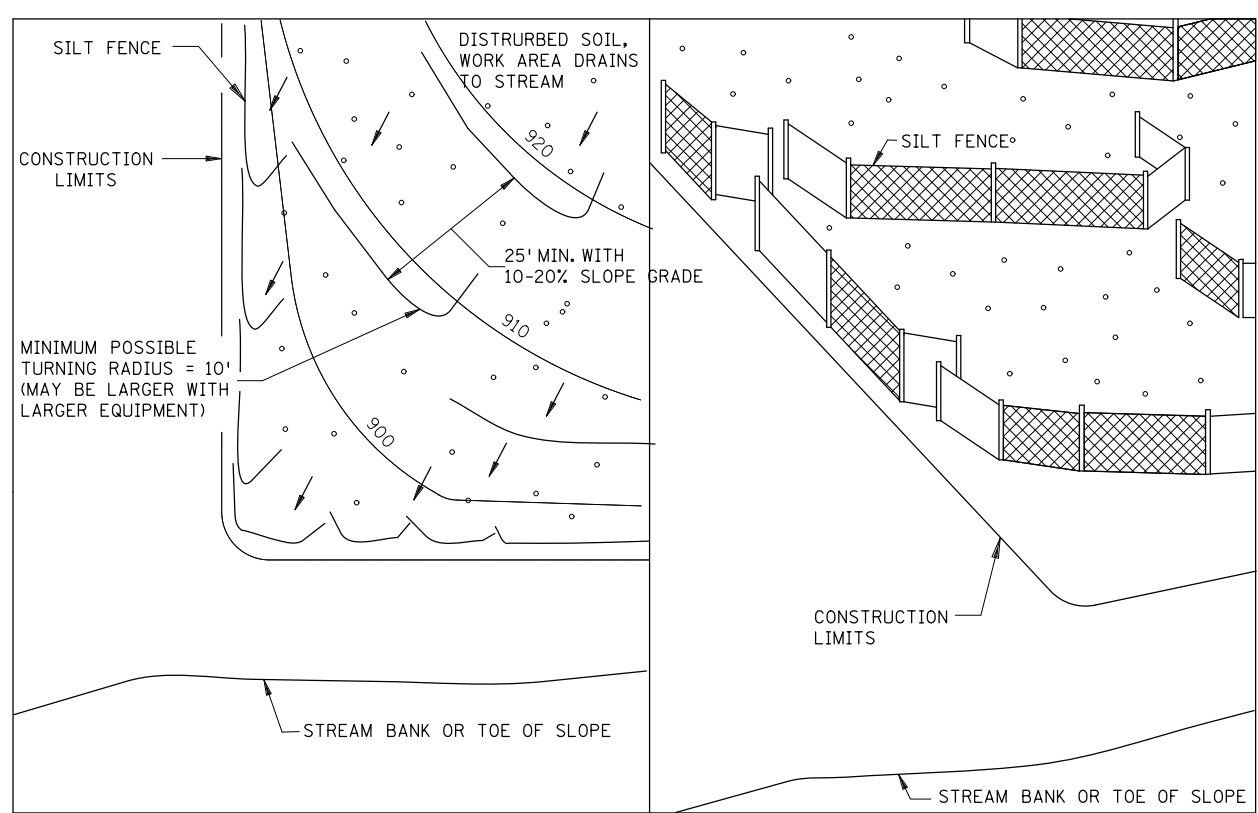 SILT FENCE
DISTRURBED SOIL,
WORK AREA DRAINS
TO STREAM
CONSTRUCTION
LIMITS
920
25' MIN. WITH
10-20% SLOPE GRADE
910
MINIMUM POSSIBLE
TURNING RADIUS = 10'
(MAY BE LARGER WITH
LARGER EQUIPMENT)
900
STREAM BANK OR TOE OF SLOPE
SILT FENCE
CONSTRUCTION
LIMITS
STREAM BANK OR TOE OF SLOPE